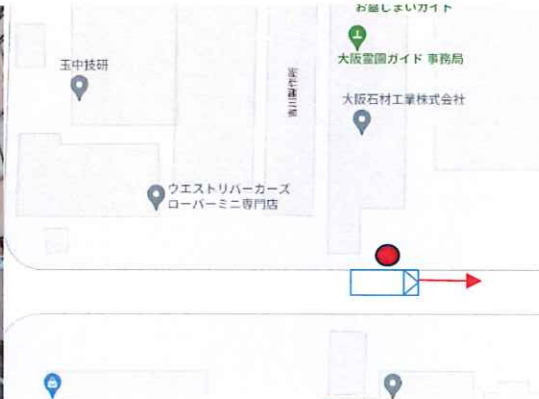 お墓しまいガイド
大阪霊園ガイド 事務局
玉中技研
大阪石材工業株式会社
ウエストリバーカーズ
ローバーミニ専門店